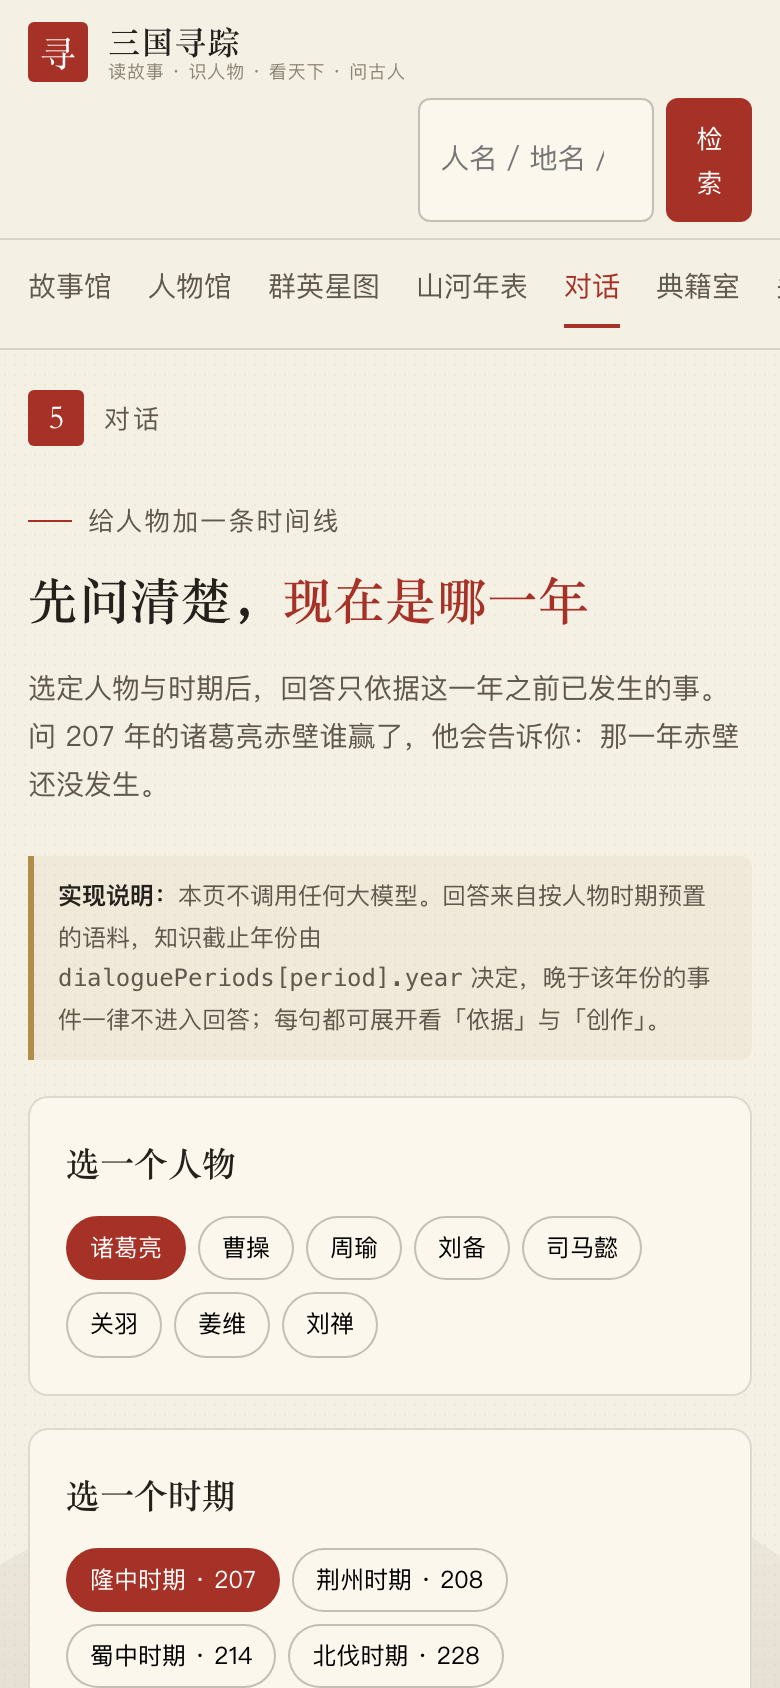 寻
三国寻踪
读故事 · 识人物 · 看天下 · 问古人
人名 / 地名 /
检
索
故事馆 人物馆 群英星图 山河年表 对话 典籍室
5 对话
给人物加一条时间线
先问清楚，现在是哪一年
选定人物与时期后，回答只依据这一年之前已发生的事。
问 207 年的诸葛亮赤壁谁赢了，他会告诉你：那一年赤壁
还没发生。
实现说明：本页不调用任何大模型。回答来自按人物时期预置
的语料，知识截止年份由
dialoguePeriods[period].year 决定，晚于该年份的事
件一律不进入回答；每句都可展开看「依据」与「创作」。
选一个人物
诸葛亮 曹操 周瑜 刘备 司马懿
关羽 姜维 刘禅
选一个时期
隆中时期 · 207 荆州时期 · 208
蜀中时期 · 214 北伐时期 · 228